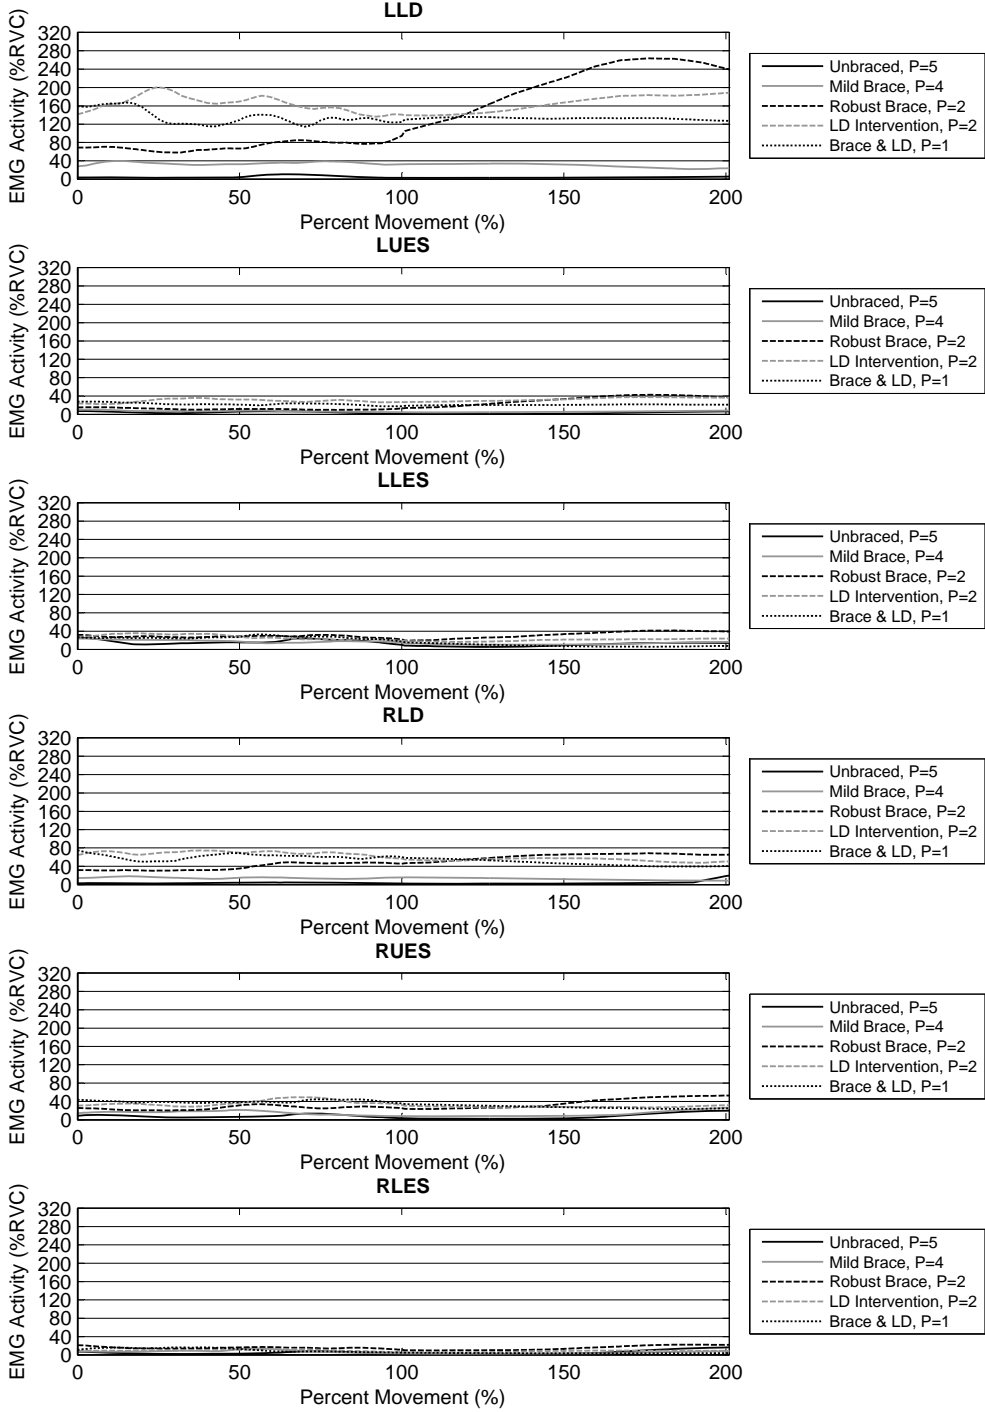 LLD
EMG Activity (%RVC)
320
280
240
200
160
120
80
40
0
0 50 100 150 200
Percent Movement (%)
Unbraced, P=5
Mild Brace, P=4
Robust Brace, P=2
LD Intervention, P=2
Brace & LD, P=1
LUES
EMG Activity (%RVC)
320
280
240
200
160
120
80
40
0
0 50 100 150 200
Percent Movement (%)
Unbraced, P=5
Mild Brace, P=4
Robust Brace, P=2
LD Intervention, P=2
Brace & LD, P=1
LLES
EMG Activity (%RVC)
320
280
240
200
160
120
80
40
0
0 50 100 150 200
Percent Movement (%)
Unbraced, P=5
Mild Brace, P=4
Robust Brace, P=2
LD Intervention, P=2
Brace & LD, P=1
RLD
EMG Activity (%RVC)
320
280
240
200
160
120
80
40
0
0 50 100 150 200
Percent Movement (%)
Unbraced, P=5
Mild Brace, P=4
Robust Brace, P=2
LD Intervention, P=2
Brace & LD, P=1
RUES
EMG Activity (%RVC)
320
280
240
200
160
120
80
40
0
0 50 100 150 200
Percent Movement (%)
Unbraced, P=5
Mild Brace, P=4
Robust Brace, P=2
LD Intervention, P=2
Brace & LD, P=1
RLES
EMG Activity (%RVC)
320
280
240
200
160
120
80
40
0
0 50 100 150 200
Percent Movement (%)
Unbraced, P=5
Mild Brace, P=4
Robust Brace, P=2
LD Intervention, P=2
Brace & LD, P=1